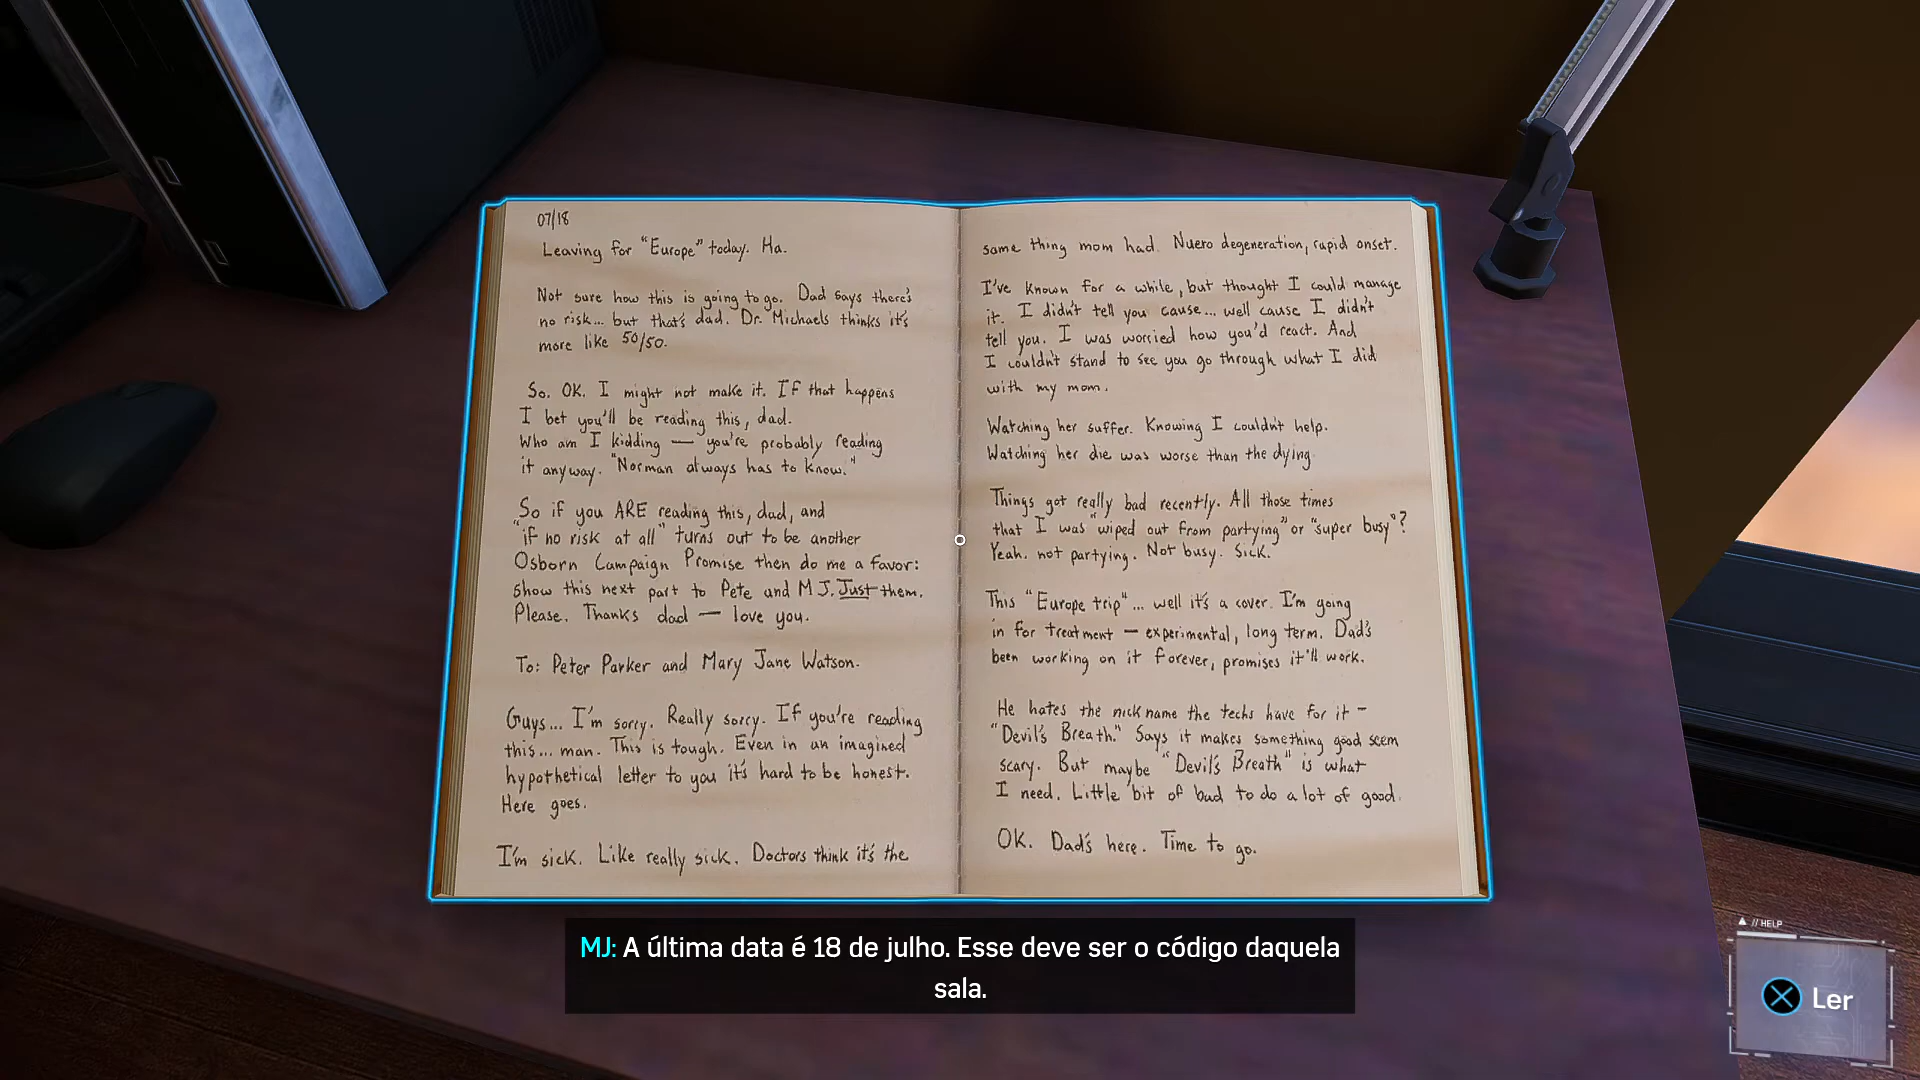 07/18
Leaving for "Europe" today. Ha.
Not sure how this is going to go. Dad says there's
no risk... but that's dad. Dr. Michaels thinks it's
more like 50/50.
So. OK. I might not make it. If that happens
I bet you'll be reading this, dad.
Who am I kidding — you're probably reading
it anyway. "Norman always has to know."
So if you ARE reading this, dad, and
"if no risk at all" turns out to be another
Osborn Campaign Promise then do me a favor:
show this next part to Pete and MJ. Just them.
Please. Thanks dad — love you.
To: Peter Parker and Mary Jane Watson.
Guys... I'm sorry. Really sorry. If you're reading
this... man. This is tough. Even in an imagined
hypothetical letter to you it's hard to be honest.
Here goes.
I'm sick. Like really sick. Doctors think it's the
same thing mom had. Nuero degeneration, rapid onset.
I've known for a while, but thought I could manage
it. I didn't tell you cause... well cause I didn't
tell you. I was worried how you'd react. And
I couldn't stand to see you go through what I did
with my mom.
Watching her suffer. Knowing I couldn't help.
Watching her die was worse than the dying.
Things got really bad recently. All those times
that I was "wiped out from partying" or "super busy"?
Yeah. not partying. Not busy. Sick.
This "Europe trip"... well it's a cover. I'm going
in for treatment — experimental, long term. Dad's
been working on it forever, promises it'll work.
He hates the nickname the techs have for it -
"Devil's Breath." Says it makes something good seem
scary. But maybe "Devil's Breath" is what
I need. Little bit of bad to do a lot of good.
OK. Dad's here. Time to go.
MJ: A última data é 18 de julho. Esse deve ser o código daquela
sala.
// HELP
Ler